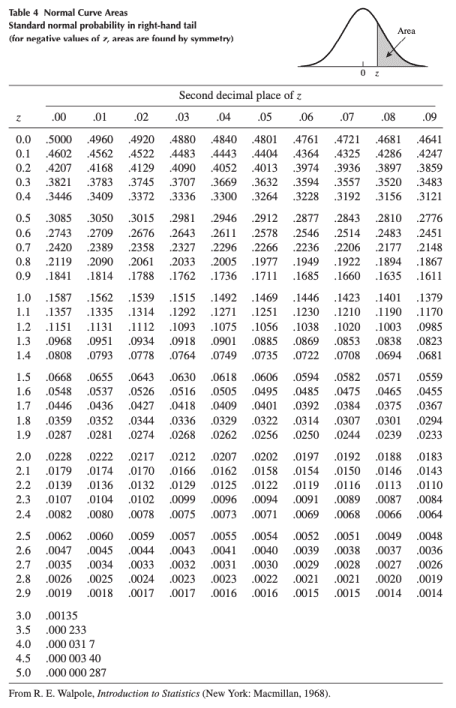 Table 4 Normal Curve Areas
Standard normal probability in right-hand tail
(for negative values of z, areas are found by symmetry)
Area
0 z
Second decimal place of z
z .00 .01 .02 .03 .04 .05 .06 .07 .08 .09
0.0 .5000 .4960 .4920 .4880 .4840 .4801 .4761 .4721 .4681 .4641
0.1 .4602 .4562 .4522 .4483 .4443 .4404 .4364 .4325 .4286 .4247
0.2 .4207 .4168 .4129 .4090 .4052 .4013 .3974 .3936 .3897 .3859
0.3 .3821 .3783 .3745 .3707 .3669 .3632 .3594 .3557 .3520 .3483
0.4 .3446 .3409 .3372 .3336 .3300 .3264 .3228 .3192 .3156 .3121
0.5 .3085 .3050 .3015 .2981 .2946 .2912 .2877 .2843 .2810 .2776
0.6 .2743 .2709 .2676 .2643 .2611 .2578 .2546 .2514 .2483 .2451
0.7 .2420 .2389 .2358 .2327 .2296 .2266 .2236 .2206 .2177 .2148
0.8 .2119 .2090 .2061 .2033 .2005 .1977 .1949 .1922 .1894 .1867
0.9 .1841 .1814 .1788 .1762 .1736 .1711 .1685 .1660 .1635 .1611
1.0 .1587 .1562 .1539 .1515 .1492 .1469 .1446 .1423 .1401 .1379
1.1 .1357 .1335 .1314 .1292 .1271 .1251 .1230 .1210 .1190 .1170
1.2 .1151 .1131 .1112 .1093 .1075 .1056 .1038 .1020 .1003 .0985
1.3 .0968 .0951 .0934 .0918 .0901 .0885 .0869 .0853 .0838 .0823
1.4 .0808 .0793 .0778 .0764 .0749 .0735 .0722 .0708 .0694 .0681
1.5 .0668 .0655 .0643 .0630 .0618 .0606 .0594 .0582 .0571 .0559
1.6 .0548 .0537 .0526 .0516 .0505 .0495 .0485 .0475 .0465 .0455
1.7 .0446 .0436 .0427 .0418 .0409 .0401 .0392 .0384 .0375 .0367
1.8 .0359 .0352 .0344 .0336 .0329 .0322 .0314 .0307 .0301 .0294
1.9 .0287 .0281 .0274 .0268 .0262 .0256 .0250 .0244 .0239 .0233
2.0 .0228 .0222 .0217 .0212 .0207 .0202 .0197 .0192 .0188 .0183
2.1 .0179 .0174 .0170 .0166 .0162 .0158 .0154 .0150 .0146 .0143
2.2 .0139 .0136 .0132 .0129 .0125 .0122 .0119 .0116 .0113 .0110
2.3 .0107 .0104 .0102 .0099 .0096 .0094 .0091 .0089 .0087 .0084
2.4 .0082 .0080 .0078 .0075 .0073 .0071 .0069 .0068 .0066 .0064
2.5 .0062 .0060 .0059 .0057 .0055 .0054 .0052 .0051 .0049 .0048
2.6 .0047 .0045 .0044 .0043 .0041 .0040 .0039 .0038 .0037 .0036
2.7 .0035 .0034 .0033 .0032 .0031 .0030 .0029 .0028 .0027 .0026
2.8 .0026 .0025 .0024 .0023 .0023 .0022 .0021 .0021 .0020 .0019
2.9 .0019 .0018 .0017 .0017 .0016 .0016 .0015 .0015 .0014 .0014
3.0 .00135
3.5 .000 233
4.0 .000 031 7
4.5 .000 003 40
5.0 .000 000 287
From R. E. Walpole, Introduction to Statistics (New York: Macmillan, 1968).